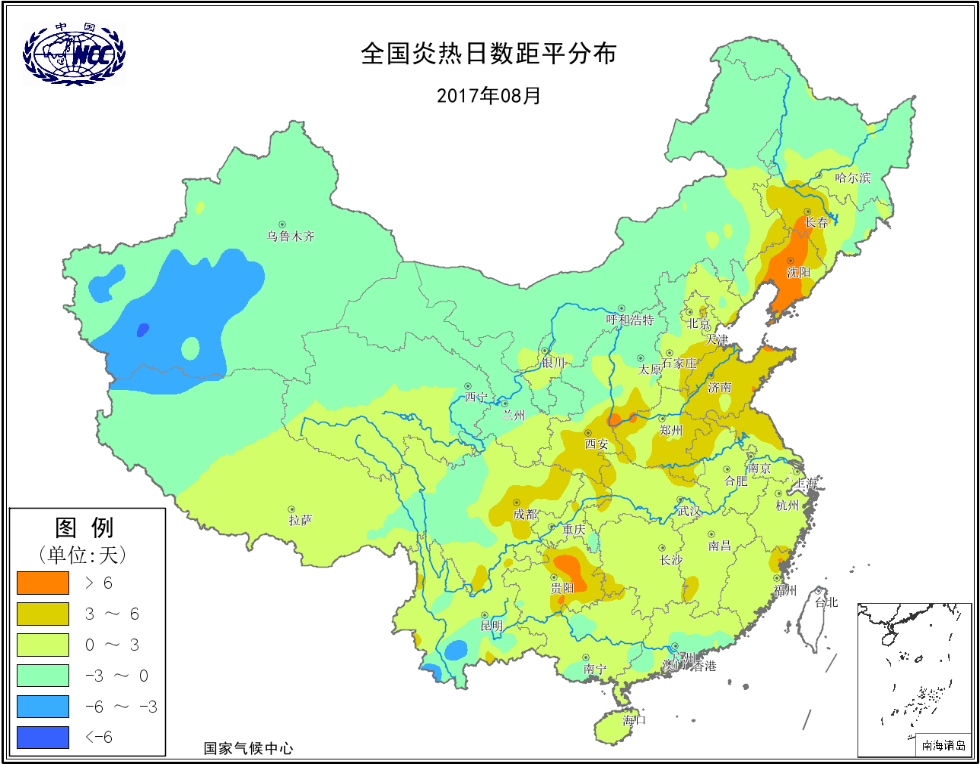 中国
NCC
全国炎热日数距平分布
2017年08月
哈尔滨
长春
乌鲁木齐
沈阳
呼和浩特
北京
天津
银川
太原
石家庄
西宁
济南
兰州
郑州
西安
南京
合肥
上海
拉萨
成都
武汉
杭州
重庆
南昌
长沙
贵阳
福州
台北
昆明
广州
澳门
香港
南宁
海口
图 例
(单位:天)
> 6
3 ~ 6
0 ~ 3
-3 ~ 0
-6 ~ -3
<-6
国家气候中心
南海诸岛